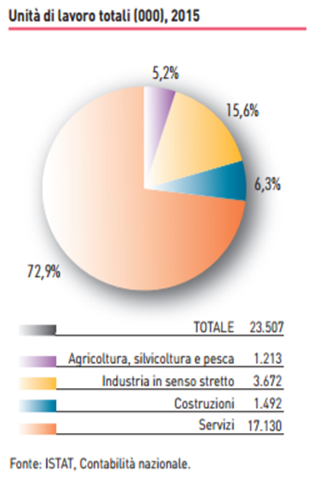 Unità di lavoro totali (000), 2015
5,2%
15,6%
6,3%
72,9%
TOTALE 23.507
Agricoltura, silvicoltura e pesca 1.213
Industria in senso stretto 3.672
Costruzioni 1.492
Servizi 17.130
Fonte: ISTAT, Contabilità nazionale.